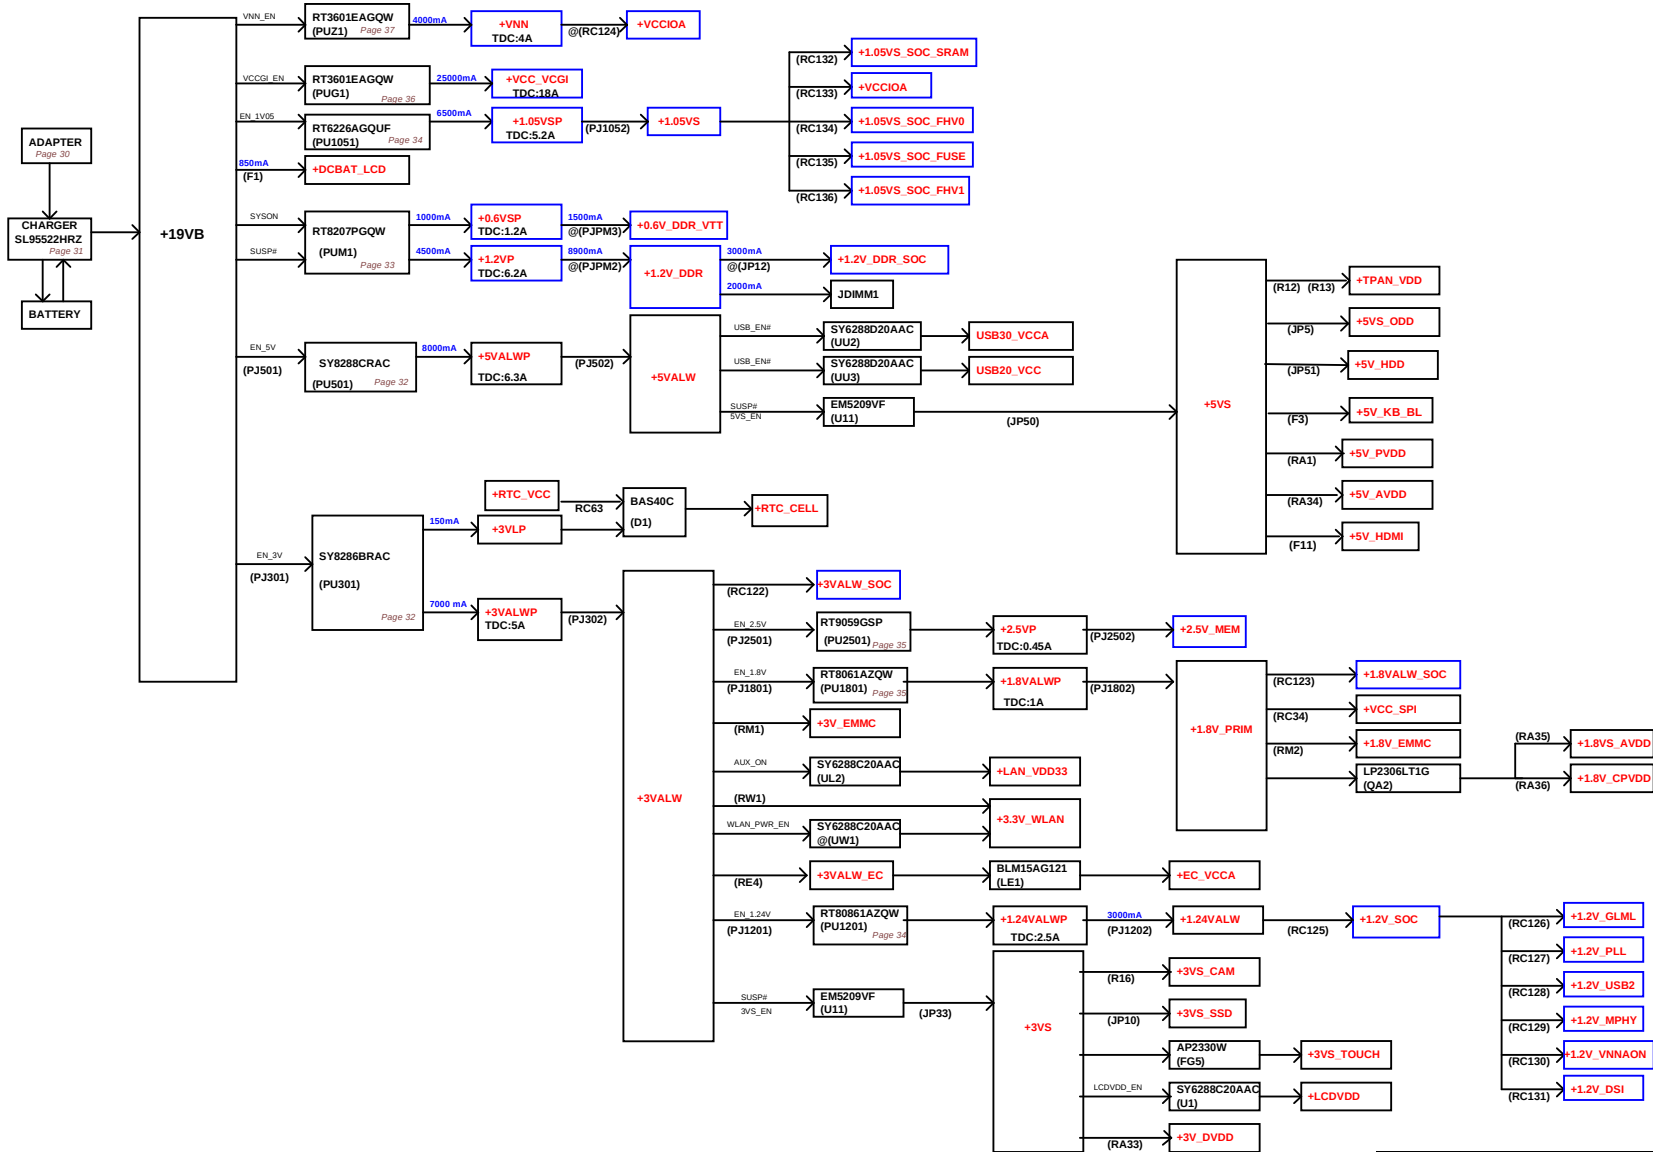 ADAPTER
Page 30
CHARGER
SL95522HRZ
Page 31
BATTERY
+19VB
VNN_EN
RT3601EAGQW
(PUZ1) Page 37
4000mA
+VNN
TDC:4A
@(RC124)
+VCCIOA
VCCGI_EN
RT3601EAGQW
(PUG1)
Page 36
25000mA
+VCC_VCGI
TDC:18A
EN_1V05
RT6226AGQUF
(PU1051) Page 34
6500mA
+1.05VSP
TDC:5.2A
(PJ1052)
+1.05VS
(RC132)
+1.05VS_SOC_SRAM
(RC133)
+VCCIOA
(RC134)
+1.05VS_SOC_FHV0
(RC135)
+1.05VS_SOC_FUSE
(RC136)
+1.05VS_SOC_FHV1
850mA
(F1)
+DCBAT_LCD
SYSON
SUSP#
RT8207PGQW
(PUM1)
Page 33
1000mA
+0.6VSP
TDC:1.2A
1500mA
@(PJPM3)
+0.6V_DDR_VTT
4500mA
+1.2VP
TDC:6.2A
8900mA
@(PJPM2)
+1.2V_DDR
3000mA
@(JP12)
+1.2V_DDR_SOC
2000mA
JDIMM1
EN_5V
(PJ501)
SY8288CRAC
(PU501) Page 32
8000mA
+5VALWP
TDC:6.3A
(PJ502)
+5VALW
USB_EN#
SY6288D20AAC
(UU2)
USB30_VCCA
USB_EN#
SY6288D20AAC
(UU3)
USB20_VCC
SUSP#
5VS_EN
EM5209VF
(U11)
(JP50)
+5VS
(R12) (R13)
+TPAN_VDD
(JP5)
+5VS_ODD
(JP51)
+5V_HDD
(F3)
+5V_KB_BL
(RA1)
+5V_PVDD
(RA34)
+5V_AVDD
(F11)
+5V_HDMI
EN_3V
(PJ301)
SY8286BRAC
(PU301)
Page 32
150mA
+3VLP
+RTC_VCC
RC63
BAS40C
(D1)
+RTC_CELL
7000 mA
+3VALWP
TDC:5A
(PJ302)
+3VALW
(RC122)
+3VALW_SOC
EN_2.5V
(PJ2501)
RT9059GSP
(PU2501) Page 35
+2.5VP
TDC:0.45A
(PJ2502)
+2.5V_MEM
EN_1.8V
(PJ1801)
RT8061AZQW
(PU1801) Page 35
+1.8VALWP
TDC:1A
(PJ1802)
+1.8V_PRIM
(RC123)
+1.8VALW_SOC
(RC34)
+VCC_SPI
(RM2)
+1.8V_EMMC
LP2306LT1G
(QA2)
(RA35)
+1.8VS_AVDD
(RA36)
+1.8V_CPVDD
(RM1)
+3V_EMMC
AUX_ON
SY6288C20AAC
(UL2)
+LAN_VDD33
(RW1)
WLAN_PWR_EN
SY6288C20AAC
@(UW1)
+3.3V_WLAN
(RE4)
+3VALW_EC
BLM15AG121
(LE1)
+EC_VCCA
EN_1.24V
(PJ1201)
RT80861AZQW
(PU1201)
Page 34
+1.24VALWP
TDC:2.5A
3000mA
(PJ1202)
+1.24VALW
(RC125)
+1.2V_SOC
(RC126)
+1.2V_GLML
(RC127)
+1.2V_PLL
(RC128)
+1.2V_USB2
(RC129)
+1.2V_MPHY
(RC130)
+1.2V_VNNAON
(RC131)
+1.2V_DSI
SUSP#
3VS_EN
EM5209VF
(U11)
(JP33)
+3VS
(R16)
+3VS_CAM
(JP10)
+3VS_SSD
AP2330W
(FG5)
+3VS_TOUCH
LCDVDD_EN
SY6288C20AAC
(U1)
+LCDVDD
(RA33)
+3V_DVDD